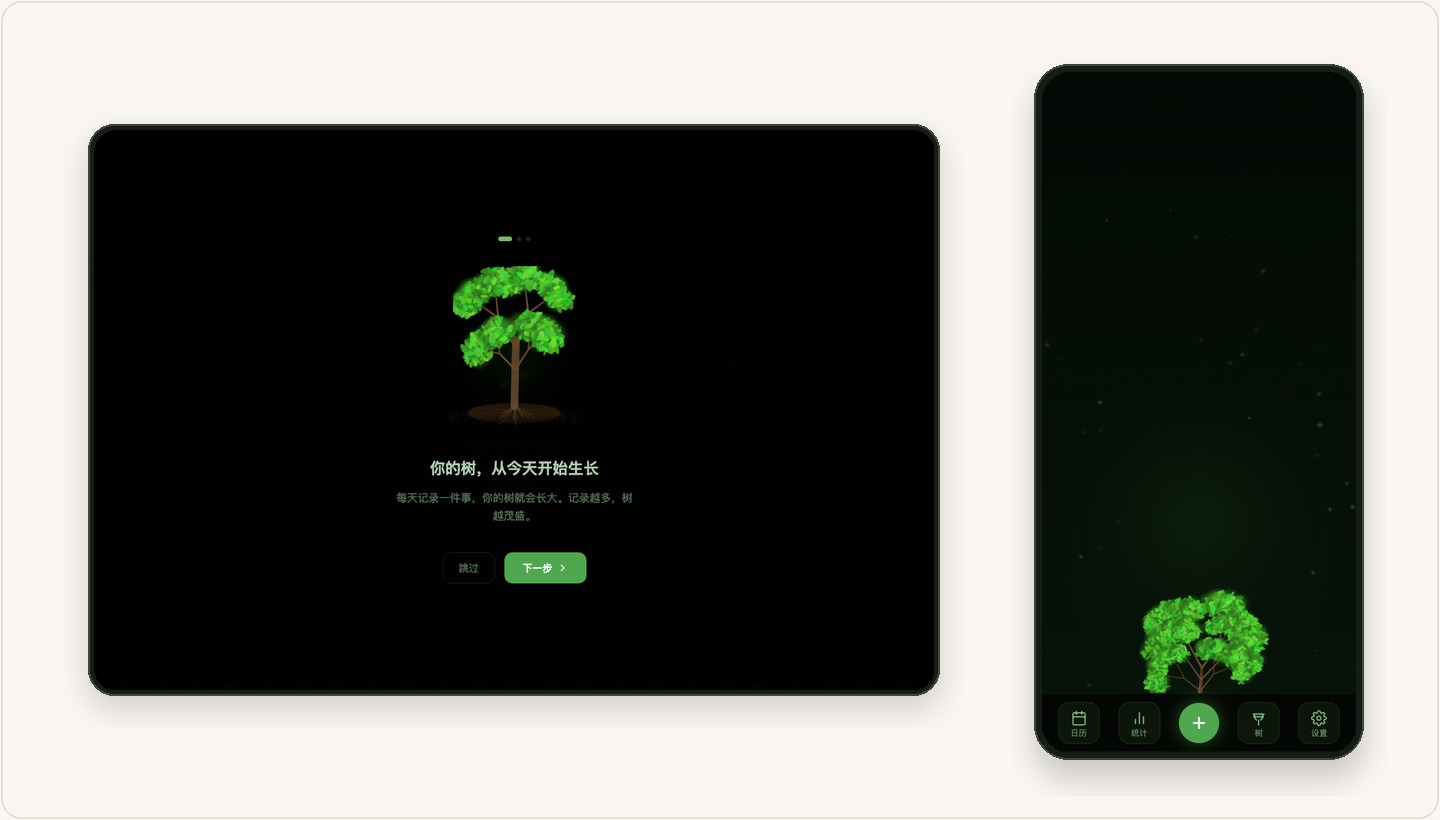 你的树，从今天开始生长
每天记录一件事，你的树就会长大。记录越多，树
越茂盛。
跳过
下一步
日历
统计
树
设置